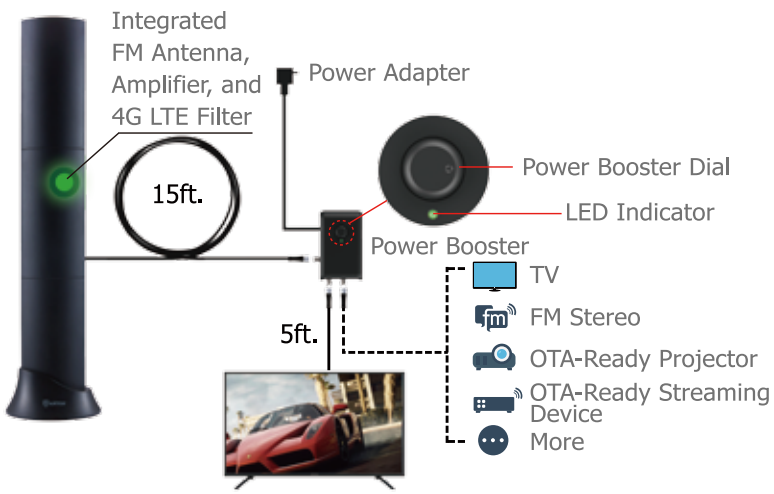 Integrated
FM Antenna,
Amplifier, and
4G LTE Filter
Power Adapter
15ft.
Power Booster Dial
LED Indicator
Power Booster
TV
fm
FM Stereo
5ft.
OTA-Ready Projector
OTA-Ready Streaming
Device
More